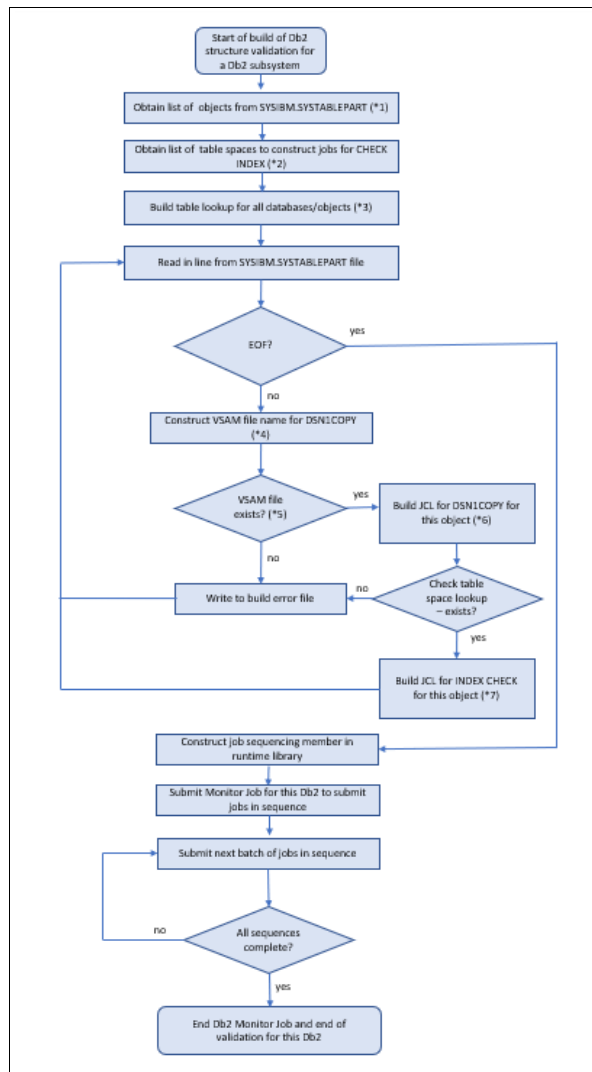 Start of build of Db2
structure validation for
a Db2 subsystem
Obtain list of objects from SYSIBM.SYSTABLEPART (*1)
Obtain list of table spaces to construct jobs for CHECK
INDEX (*2)
Build table lookup for all databases/objects (*3)
Read in line from SYSIBM.SYSTABLEPART file
EOF?
yes
no
Construct VSAM file name for DSN1COPY
(*4)
VSAM file
exists? (*5)
yes
Build JCL for DSN1COPY for
this object (*6)
no
Write to build error file
no
Check table
space lookup
– exists?
yes
Build JCL for INDEX CHECK
for this object (*7)
Construct job sequencing member in
runtime library
Submit Monitor Job for this Db2 to submit
jobs in sequence
Submit next batch of jobs in sequence
All sequences
complete?
no
yes
End Db2 Monitor Job and end of
validation for this Db2